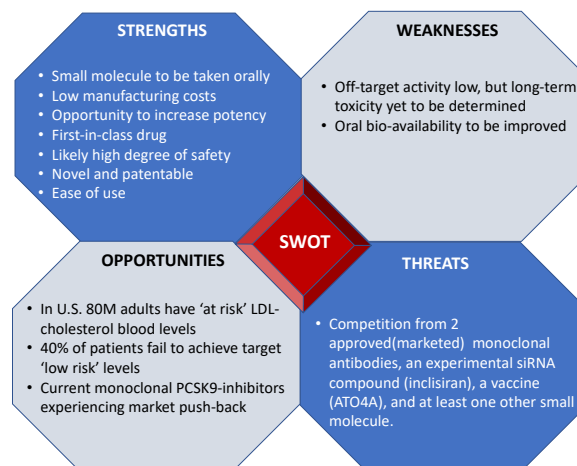 STRENGTHS
Small molecule to be taken orally
Low manufacturing costs
Opportunity to increase potency
First-in-class drug
Likely high degree of safety
Novel and patentable
Ease of use
WEAKNESSES
Off-target activity low, but long-term
toxicity yet to be determined
Oral bio-availability to be improved
SWOT
OPPORTUNITIES
In U.S. 80M adults have ‘at risk’ LDL-
cholesterol blood levels
40% of patients fail to achieve target
‘low risk’ levels
Current monoclonal PCSK9-inhibitors
experiencing market push-back
THREATS
Competition from 2
approved(marketed) monoclonal
antibodies, an experimental siRNA
compound (inclisiran), a vaccine
(ATO4A), and at least one other small
molecule.